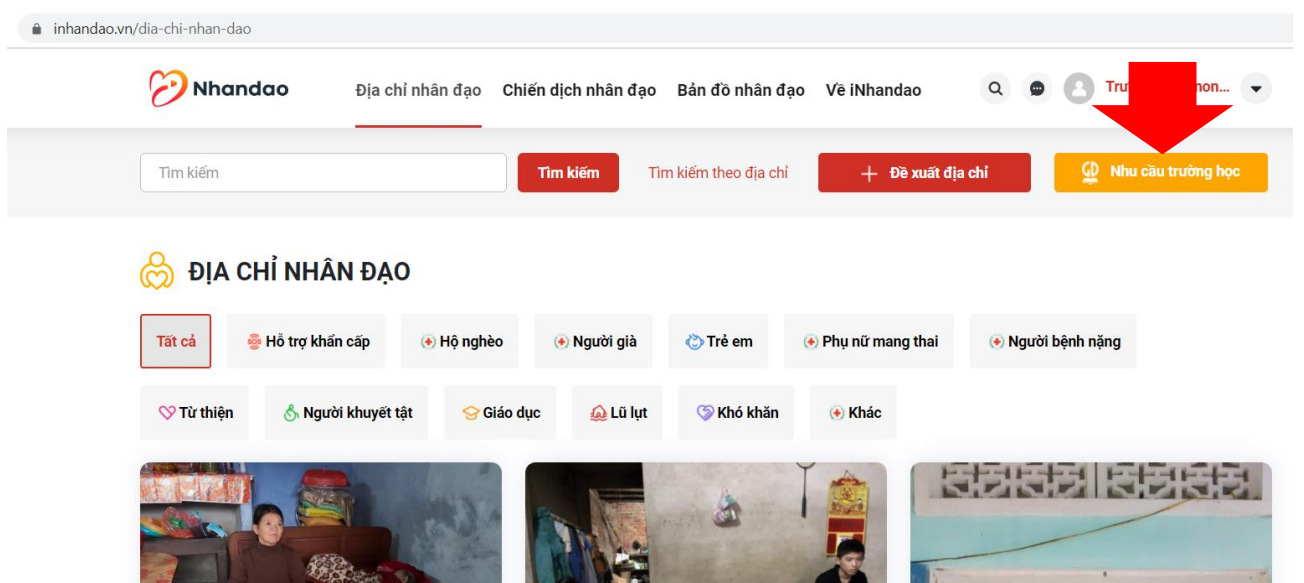 inhandao.vn/dia-chi-nhan-dao
Nhandao Địa chỉ nhân đạo Chiến dịch nhân đạo Bản đồ nhân đạo Về iNhandao
Tìm kiếm Tìm kiếm Tìm kiếm theo địa chỉ + Đề xuất địa chỉ Nhu cầu trường học
ĐỊA CHỈ NHÂN ĐẠO
Tất cả SOS Hỗ trợ khẩn cấp Hộ nghèo Người già Trẻ em Phụ nữ mang thai Người bệnh nặng
Từ thiện Người khuyết tật Giáo dục Lũ lụt Khó khăn Khác